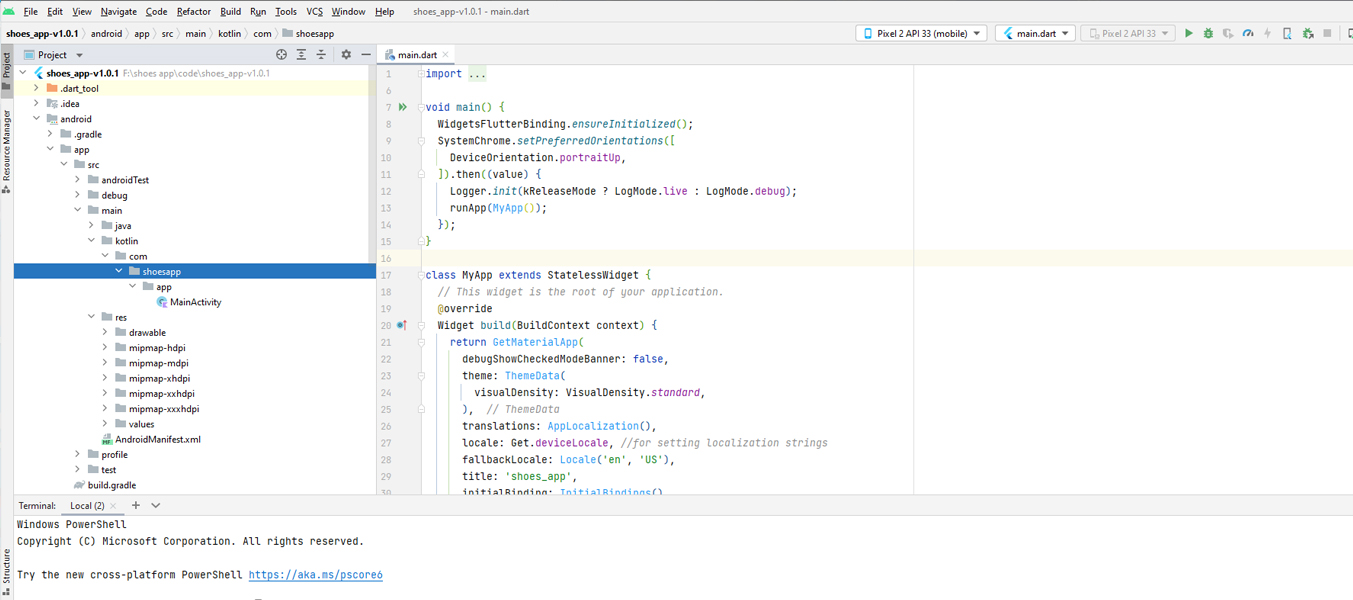 File Edit View Navigate Code Refactor Build Run Tools VCS Window Help shoes_app-v1.0.1 - main.dart
shoes_app-v1.0.1 android app src main kotlin com shoesapp
Pixel 2 API 33 (mobile) main.dart Pixel 2 API 33
Project
Resource Manager
Structure
Project
shoes_app-v1.0.1 F:\shoes app\code\shoes_app-v1.0.1
.dart_tool
.idea
android
.gradle
app
src
androidTest
debug
main
java
kotlin
com
shoesapp
app
MainActivity
res
drawable
mipmap-hdpi
mipmap-mdpi
mipmap-xhdpi
mipmap-xxhdpi
mipmap-xxxhdpi
values
AndroidManifest.xml
profile
test
build.gradle
main.dart
1 import ...
6
7 void main() {
8 WidgetsFlutterBinding.ensureInitialized();
9 SystemChrome.setPreferredOrientations([
10 DeviceOrientation.portraitUp,
11 ]).then((value) {
12 Logger.init(kReleaseMode ? LogMode.live : LogMode.debug);
13 runApp(MyApp());
14 });
15 }
16
17 class MyApp extends StatelessWidget {
18 // This widget is the root of your application.
19 @override
20 Widget build(BuildContext context) {
21 return GetMaterialApp(
22 debugShowCheckedModeBanner: false,
23 theme: ThemeData(
24 visualDensity: VisualDensity.standard,
25 ), // ThemeData
26 translations: AppLocalization(),
27 locale: Get.deviceLocale, //for setting localization strings
28 fallbackLocale: Locale('en', 'US'),
29 title: 'shoes_app',
30 initialBinding: InitialBindings()
Terminal: Local (2)
Windows PowerShell
Copyright (C) Microsoft Corporation. All rights reserved.
Try the new cross-platform PowerShell https://aka.ms/pscore6